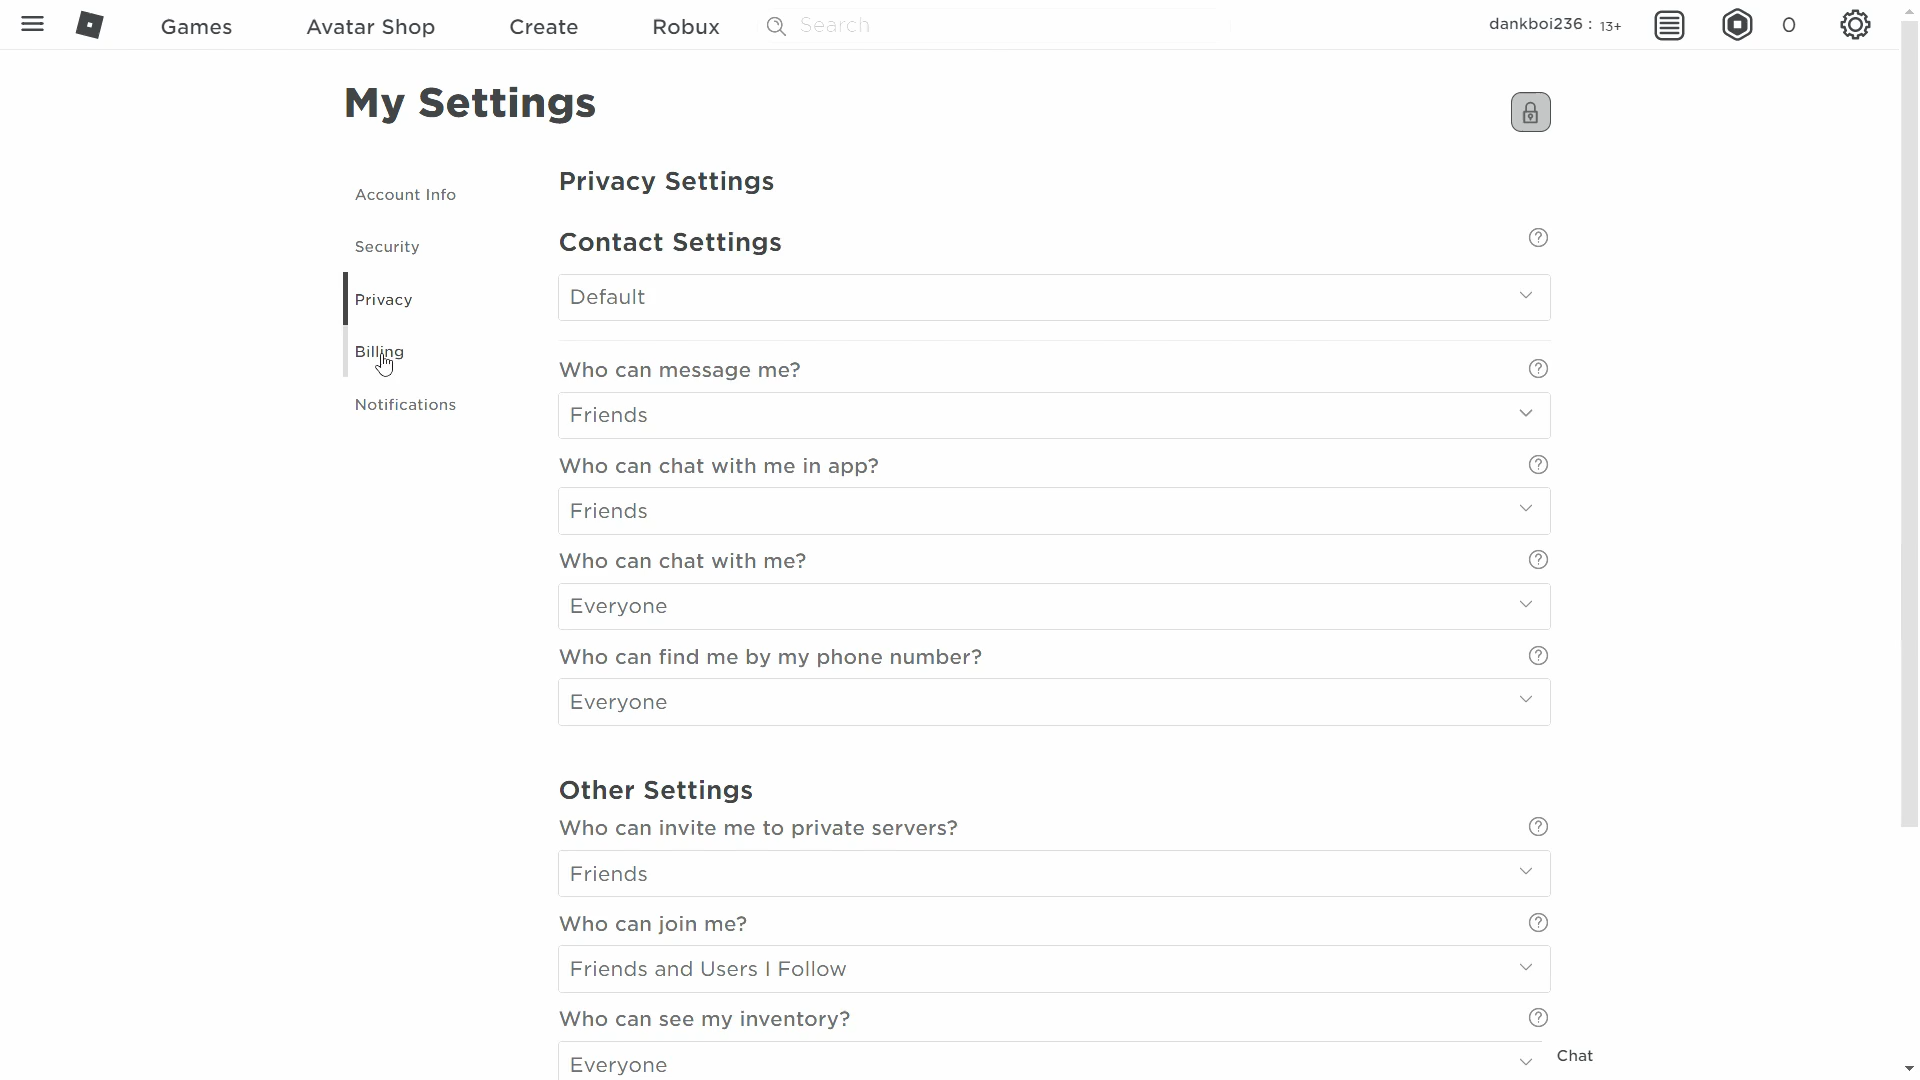 Games
Avatar Shop
Create
Robux
Search
dankboi236 : 13+
0
My Settings
Account Info
Security
Privacy
Billing
Notifications
Privacy Settings
Contact Settings
Default
Who can message me?
Friends
Who can chat with me in app?
Friends
Who can chat with me?
Everyone
Who can find me by my phone number?
Everyone
Other Settings
Who can invite me to private servers?
Friends
Who can join me?
Friends and Users I Follow
Who can see my inventory?
Everyone
Chat